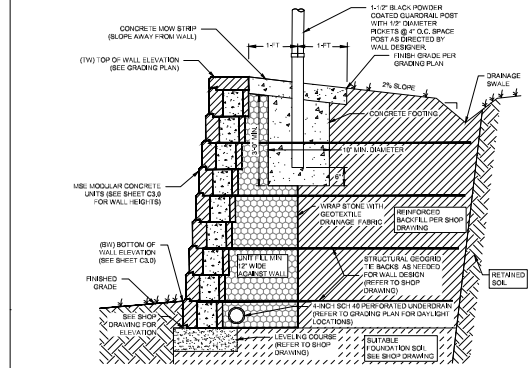 1-1/2" BLACK POWDER
COATED GUARDRAIL POST
WITH 1/2" DIAMETER
PICKETS @ 4" O.C. SPACE
POST AS DIRECTED BY
WALL DESIGNER.
FINISH GRADE PER
GRADING PLAN
CONCRETE MOW STRIP
(SLOPE AWAY FROM WALL)
1-FT
1-FT
(TW) TOP OF WALL ELEVATION
(SEE GRADING PLAN)
2% SLOPE
DRAINAGE
SWALE
CONCRETE FOOTING
3'-0" MIN.
10" MIN. DIAMETER
6"
MSE MODULAR CONCRETE
UNITS (SEE SHEET C3.0
FOR WALL HEIGHTS)
WRAP STONE WITH
GEOTEXTILE
DRAINAGE FABRIC
REINFORCED
BACKFILL PER SHOP
DRAWING
(BW) BOTTOM OF
WALL ELEVATION
(SEE SHEET C3.0)
UNIT FILL MIN
12" WIDE
AGAINST WALL
STRUCTURAL GEOGRID
TIE BACKS AS NEEDED
FOR WALL DESIGN
(REFER TO SHOP
DRAWING)
RETAINED
SOIL
FINISHED
GRADE
4-INCH SCH 40 PERFORATED UNDERDRAIN
(REFER TO GRADING PLAN FOR DAYLIGHT
LOCATIONS)
SEE SHOP
DRAWING FOR
ELEVATION
LEVELING COURSE
(REFER TO SHOP
DRAWING)
SUITABLE
FOUNDATION SOIL
SEE SHOP DRAWING